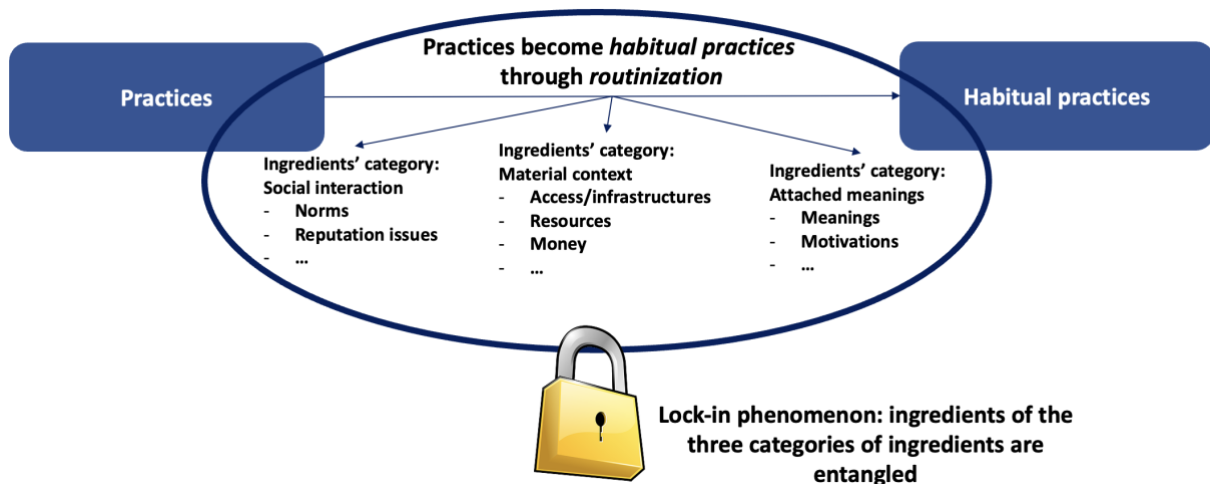 Practices become habitual practices
through routinization
Practices
Habitual practices
Ingredients' category:
Social interaction
- Norms
- Reputation issues
- ...
Ingredients' category:
Material context
- Access/infrastructures
- Resources
- Money
- ...
Ingredients' category:
Attached meanings
- Meanings
- Motivations
- ...
Lock-in phenomenon: ingredients of the
three categories of ingredients are
entangled